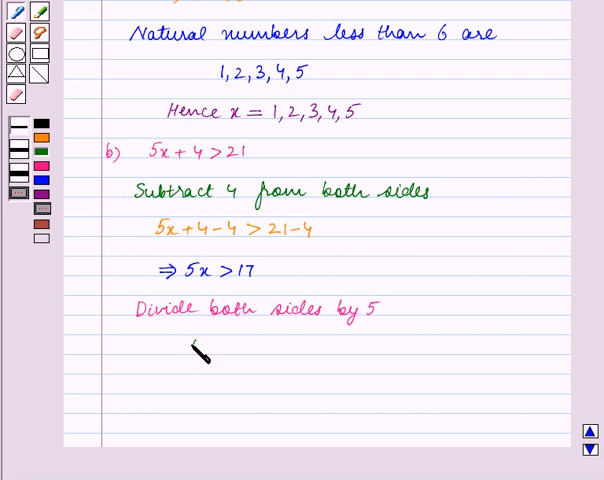 Natural numbers less than 6 are
1, 2, 3, 4, 5
Hence x = 1, 2, 3, 4, 5
b) 5x + 4 > 21
Subtract 4 from both sides
5x + 4 - 4 > 21 - 4
⇒ 5x > 17
Divide both sides by 5